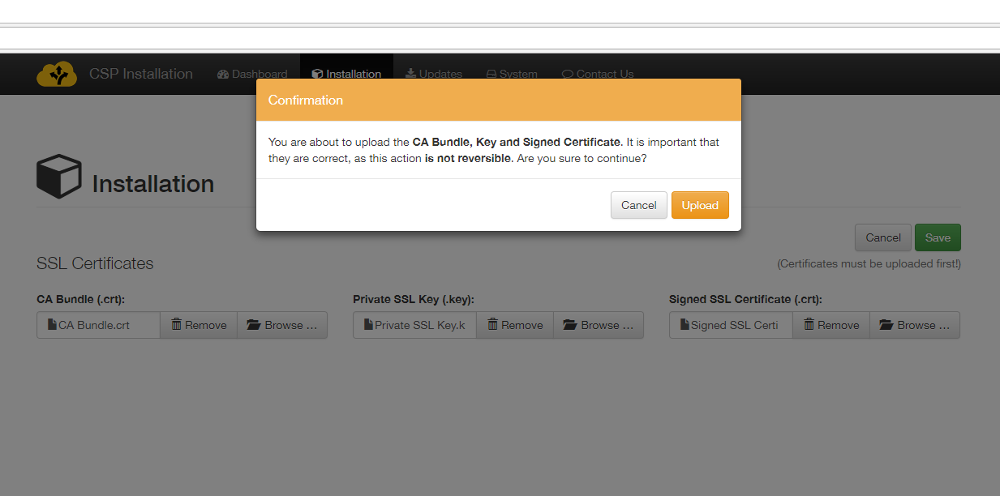 CSP Installation Dashboard Installation Updates System Contact Us
Confirmation
You are about to upload the CA Bundle, Key and Signed Certificate. It is important that
they are correct, as this action is not reversible. Are you sure to continue?
Cancel Upload
Installation
Cancel Save
SSL Certificates
(Certificates must be uploaded first!)
CA Bundle (.crt): Private SSL Key (.key): Signed SSL Certificate (.crt):
CA Bundle.crt Remove Browse ... Private SSL Key.k Remove Browse ... Signed SSL Certi Remove Browse ...